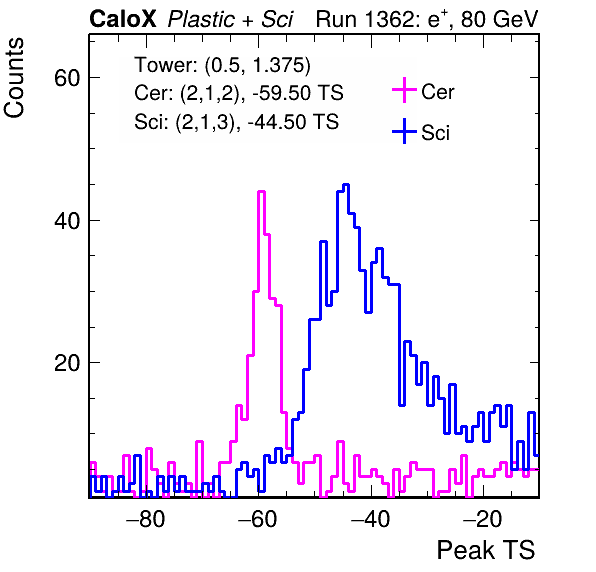 CaloX Plastic + Sci Run 1362: e+, 80 GeV
Counts
Tower: (0.5, 1.375)
Cer: (2,1,2), -59.50 TS
Sci: (2,1,3), -44.50 TS
Cer
Sci
60
40
20
−80 −60 −40 −20
Peak TS